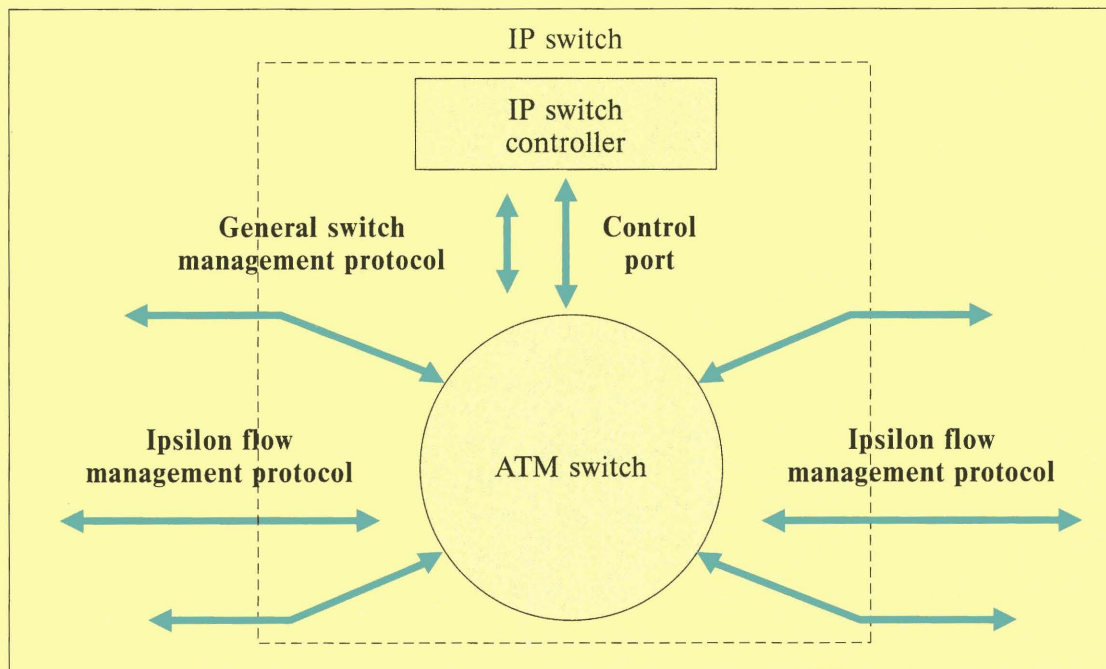 IP switch
IP switch
controller
General switch
management protocol
Control
port
Ipsilon flow
management protocol
ATM switch
Ipsilon flow
management protocol